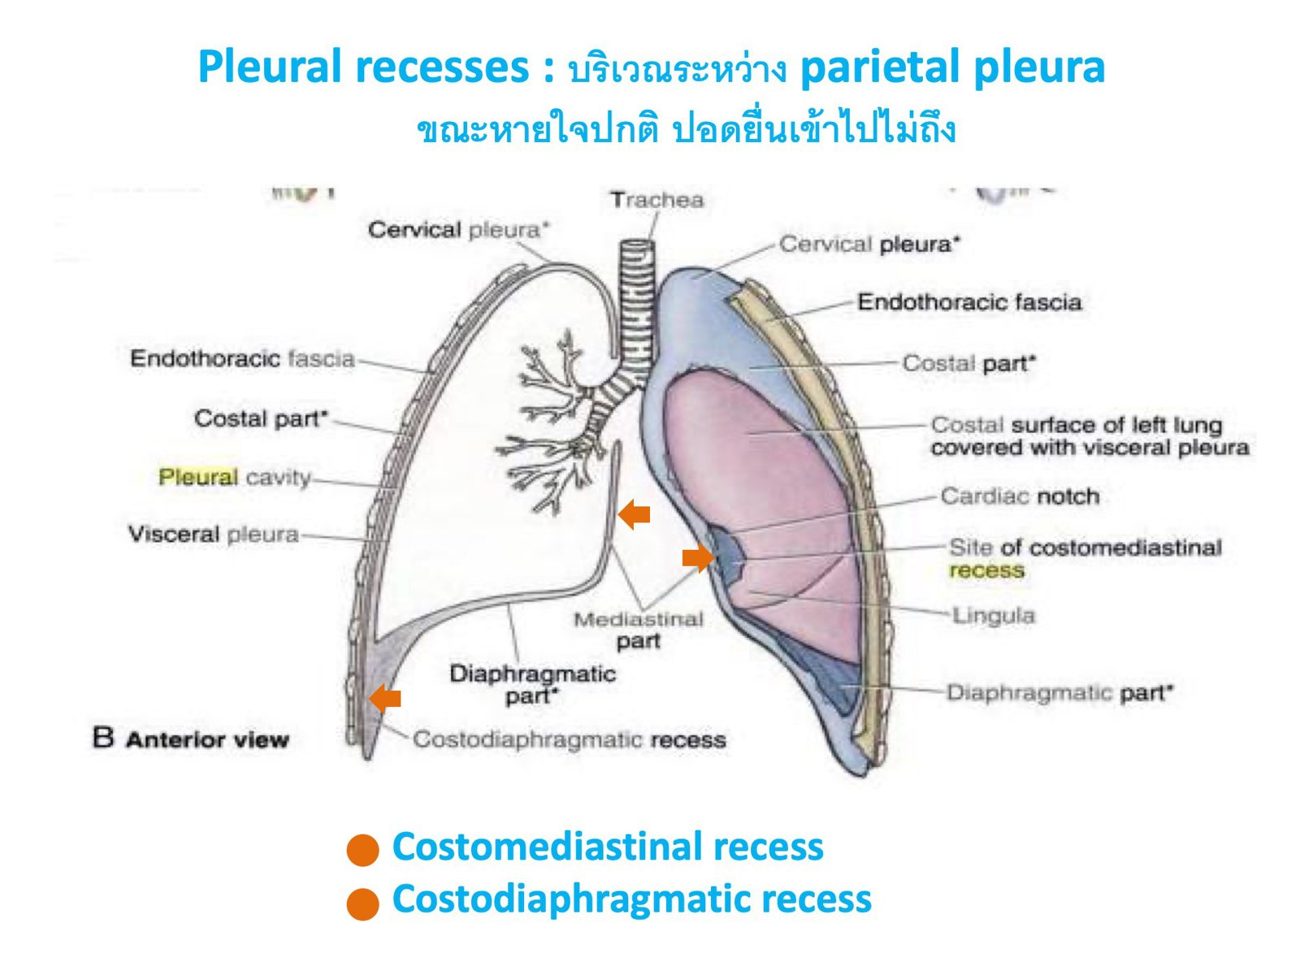 Pleural recesses : บริเวณระหว่าง parietal pleura
ขณะหายใจปกติ ปอดยื่นเข้าไปไม่ถึง
Trachea
Cervical pleura*
Cervical pleura*
Endothoracic fascia
Endothoracic fascia
Costal part*
Costal part*
Costal surface of left lung
covered with visceral pleura
Pleural cavity
Cardiac notch
Visceral pleura
Site of costomediastinal
recess
Lingula
Mediastinal
part
Diaphragmatic
part*
Diaphragmatic part*
B Anterior view
Costodiaphragmatic recess
Costomediastinal recess
Costodiaphragmatic recess